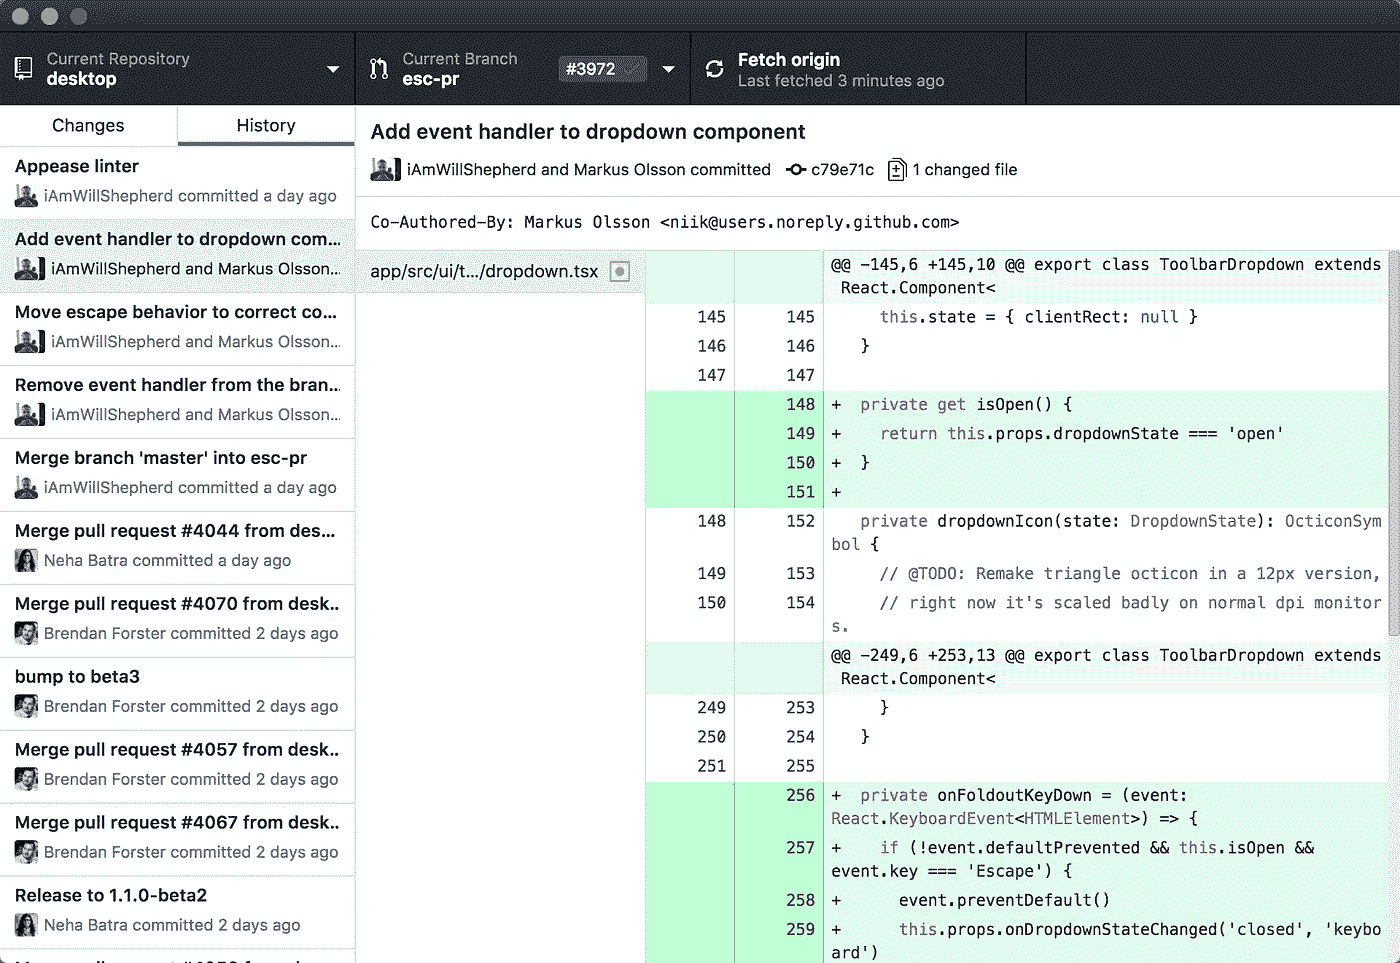 Current Repository
desktop
Current Branch
esc-pr
#3972
Fetch origin
Last fetched 3 minutes ago
Changes
History
Appease linter
iAmWillShepherd committed a day ago
Add event handler to dropdown com...
iAmWillShepherd and Markus Olsson...
Move escape behavior to correct co...
iAmWillShepherd and Markus Olsson...
Remove event handler from the bran...
iAmWillShepherd and Markus Olsson...
Merge branch 'master' into esc-pr
iAmWillShepherd committed a day ago
Merge pull request #4044 from des...
Neha Batra committed a day ago
Merge pull request #4070 from desk...
Brendan Forster committed 2 days ago
bump to beta3
Brendan Forster committed 2 days ago
Merge pull request #4057 from desk...
Brendan Forster committed 2 days ago
Merge pull request #4067 from desk...
Brendan Forster committed 2 days ago
Release to 1.1.0-beta2
Neha Batra committed 2 days ago
Add event handler to dropdown component
iAmWillShepherd and Markus Olsson committed c79e71c 1 changed file
Co-Authored-By: Markus Olsson <niik@users.noreply.github.com>
app/src/ui/t.../dropdown.tsx
@@ -145,6 +145,10 @@ export class ToolbarDropdown extends
React.Component<
145 145 this.state = { clientRect: null }
146 146 }
147 147
148 + private get isOpen() {
149 + return this.props.dropdownState === 'open'
150 + }
151 +
148 152 private dropdownIcon(state: DropdownState): OcticonSym
bol {
149 153 // @TODO: Remake triangle octicon in a 12px version,
150 154 // right now it's scaled badly on normal dpi monitor
s.
@@ -249,6 +253,13 @@ export class ToolbarDropdown extends
React.Component<
249 253 }
250 254 }
251 255
256 + private onFoldoutKeyDown = (event:
React.KeyboardEvent<HTMLElement>) => {
257 + if (!event.defaultPrevented && this.isOpen &&
event.key === 'Escape') {
258 + event.preventDefault()
259 + this.props.onDropdownStateChanged('closed', 'keybo
ard')